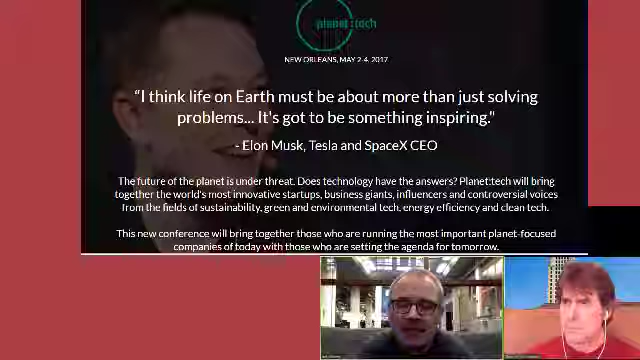 planet:tech
NEW ORLEANS, MAY 2-4, 2017
“I think life on Earth must be about more than just solving
problems... It's got to be something inspiring."
- Elon Musk, Tesla and SpaceX CEO
The future of the planet is under threat. Does technology have the answers? Planet:tech will bring
together the world's most innovative startups, business giants, influencers and controversial voices
from the fields of sustainability, green and environmental tech, energy efficiency and clean tech.
This new conference will bring together those who are running the most important planet-focused
companies of today with those who are setting the agenda for tomorrow.